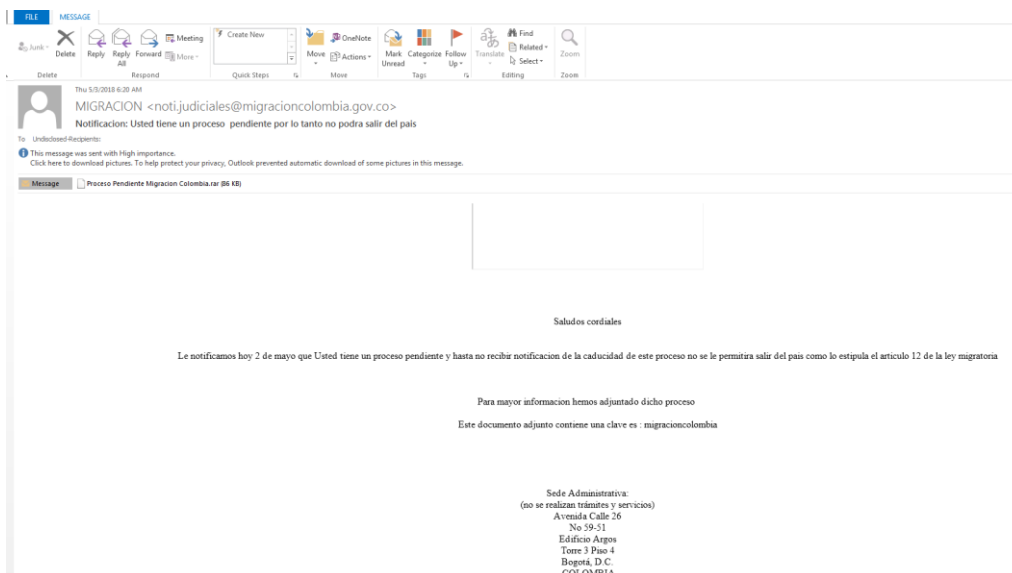 FILE MESSAGE
Junk Delete Reply Reply All Forward Meeting More Create New Move OneNote Actions Mark Unread Categorize Follow Up Translate Find Related Select Zoom
Delete Respond Quick Steps Move Tags Editing Zoom
Thu 5/3/2018 6:20 AM
MIGRACION <noti.judiciales@migracioncolombia.gov.co>
Notificacion: Usted tiene un proceso pendiente por lo tanto no podra salir del pais
To Undisclosed-Recipients:
This message was sent with High importance.
Click here to download pictures. To help protect your privacy, Outlook prevented automatic download of some pictures in this message.
Message Proceso Pendiente Migracion Colombia.rar (86 KB)
Saludos cordiales
Le notificamos hoy 2 de mayo que Usted tiene un proceso pendiente y hasta no recibir notificacion de la caducidad de este proceso no se le permitira salir del pais como lo estipula el articulo 12 de la ley migratoria
Para mayor informacion hemos adjuntado dicho proceso
Este documento adjunto contiene una clave es : migracioncolombia
Sede Administrativa:
(no se realizan trámites y servicios)
Avenida Calle 26
No 59-51
Edificio Argos
Torre 3 Piso 4
Bogotá, D.C.
COLOMBIA